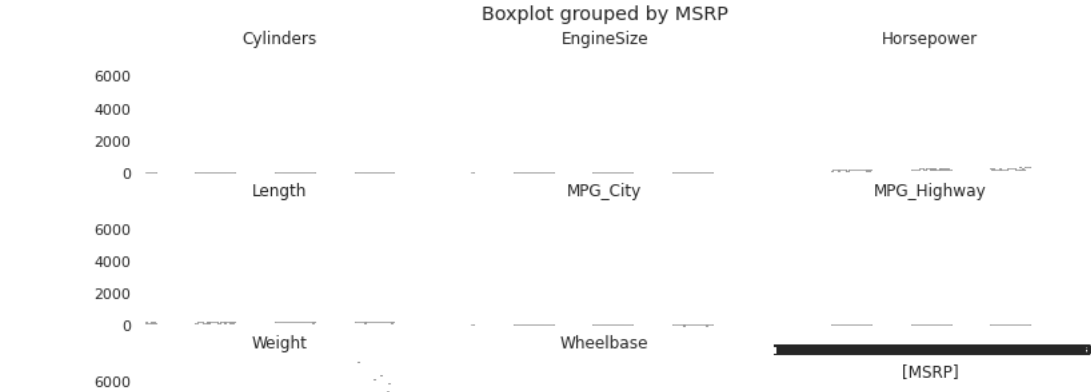 Boxplot grouped by MSRP
Cylinders EngineSize Horsepower
6000
4000
2000
0
Length MPG_City MPG_Highway
6000
4000
2000
0
Weight Wheelbase
[MSRP]
6000